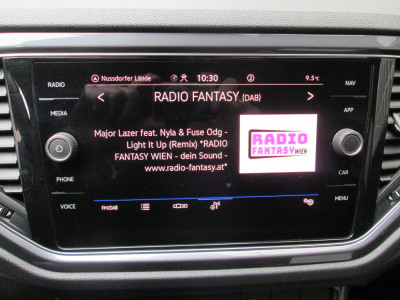 RADIO
Nussdorfer Lände
10:30
9.5°C
NAV
MEDIA
RADIO FANTASY (DAB)
APP
Major Lazer feat. Nyla & Fuse Odg -
Light It Up (Remix) *RADIO
FANTASY WIEN - dein Sound -
www.radio-fantasy.at*
RADIO
FANTASY WIEN
PHONE
CAR
VOICE
FM/DAB
MENU